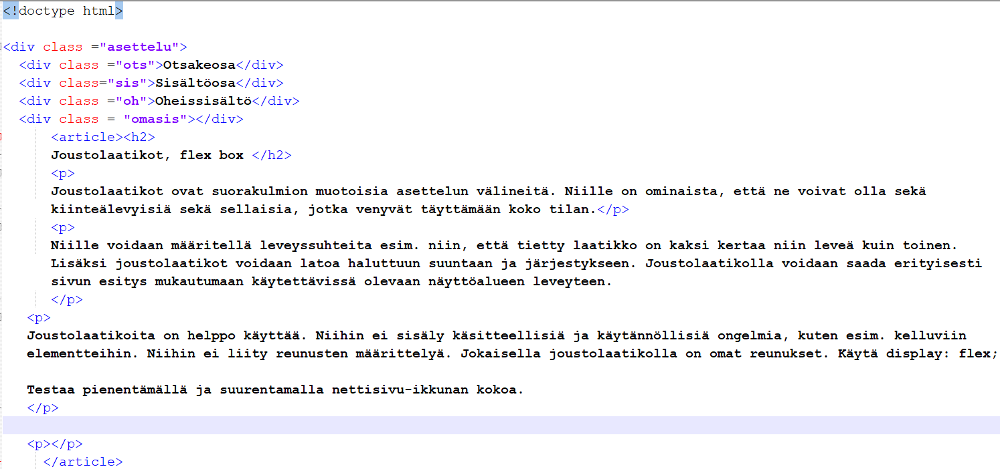 <!doctype html>
<div class ="asettelu">
<div class ="ots">Otsakeosa</div>
<div class="sis">Sisältöosa</div>
<div class ="oh">Oheissisältö</div>
<div class = "omasis"></div>
<article><h2>
Joustolaatikot, flex box </h2>
<p>
Joustolaatikot ovat suorakulmion muotoisia asettelun välineitä. Niille on ominaista, että ne voivat olla sekä
kiinteälevyisiä sekä sellaisia, jotka venyvät täyttämään koko tilan.</p>
<p>
Niille voidaan määritellä leveyssuhteita esim. niin, että tietty laatikko on kaksi kertaa niin leveä kuin toinen.
Lisäksi joustolaatikot voidaan latoa haluttuun suuntaan ja järjestykseen. Joustolaatikolla voidaan saada erityisesti
sivun esitys mukautumaan käytettävissä olevaan näyttöalueen leveyteen.
</p>
<p>
Joustolaatikoita on helppo käyttää. Niihin ei sisäly käsitteellisiä ja käytännöllisiä ongelmia, kuten esim. kelluviin
elementteihin. Niihin ei liity reunusten määrittelyä. Jokaisella joustolaatikolla on omat reunukset. Käytä display: flex;
Testaa pienentämällä ja suurentamalla nettisivu-ikkunan kokoa.
</p>
<p></p>
</article>